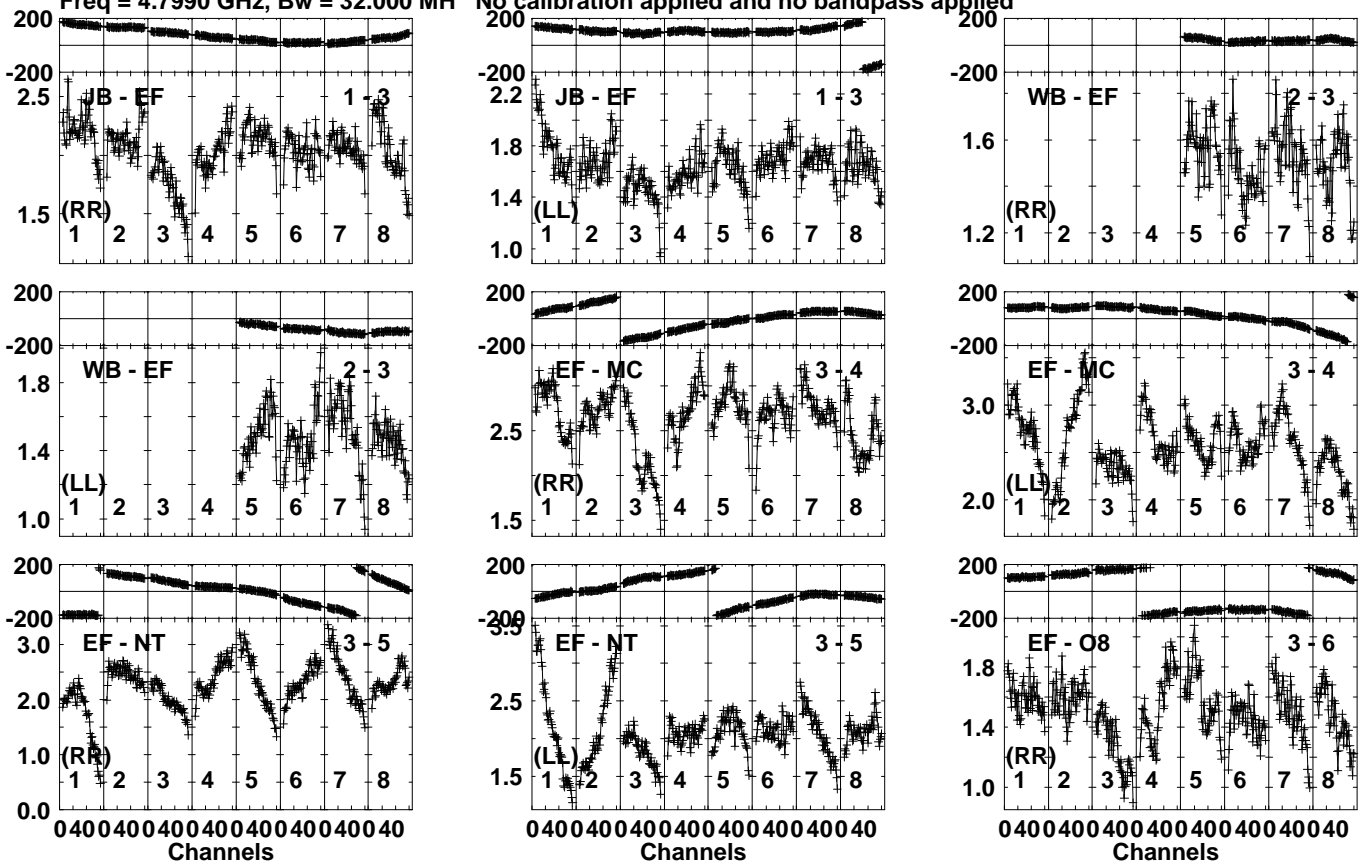 Freq = 4.7990 GHz, Bw = 32.000 MH No calibration applied and no bandpass applied
200 200 200
-200 -200 -200
JB - EF 1 - 3 JB - EF 1 - 3 WB - EF 2 - 3
2.5 2.2
1.8 1.6
1.5 1.4
(RR) (LL) (RR)
1 2 3 4 5 6 7 8 1 2 3 4 5 6 7 8 1 2 3 4 5 6 7 8
1.0 1.2
200 200 200
-200 -200 -200
WB - EF 2 - 3 EF - MC 3 - 4 EF - MC 3 - 4
1.8 2.5 3.0
1.4
(LL) (RR) (LL)
1 2 3 4 5 6 7 8 1 2 3 4 5 6 7 8 1 2 3 4 5 6 7 8
1.0 1.5 2.0
200 200 200
-200 -200 -200
3.5
EF - NT 3 - 5 EF - NT 3 - 5 EF - O8 3 - 6
3.0 1.8
2.0 2.5 1.4
1.0
(RR) (LL) (RR)
1 2 3 4 5 6 7 8 1 2 3 4 5 6 7 8 1 2 3 4 5 6 7 8
0.0 1.5 1.0
0 40 0 40 0 40 0 40 0 40 0 40 0 40 0 40 0 40 0 40 0 40 0 40 0 40 0 40 0 40 0 40 0 40 0 40 0 40 0 40 0 40 0 40 0 40 0 40
Channels Channels Channels